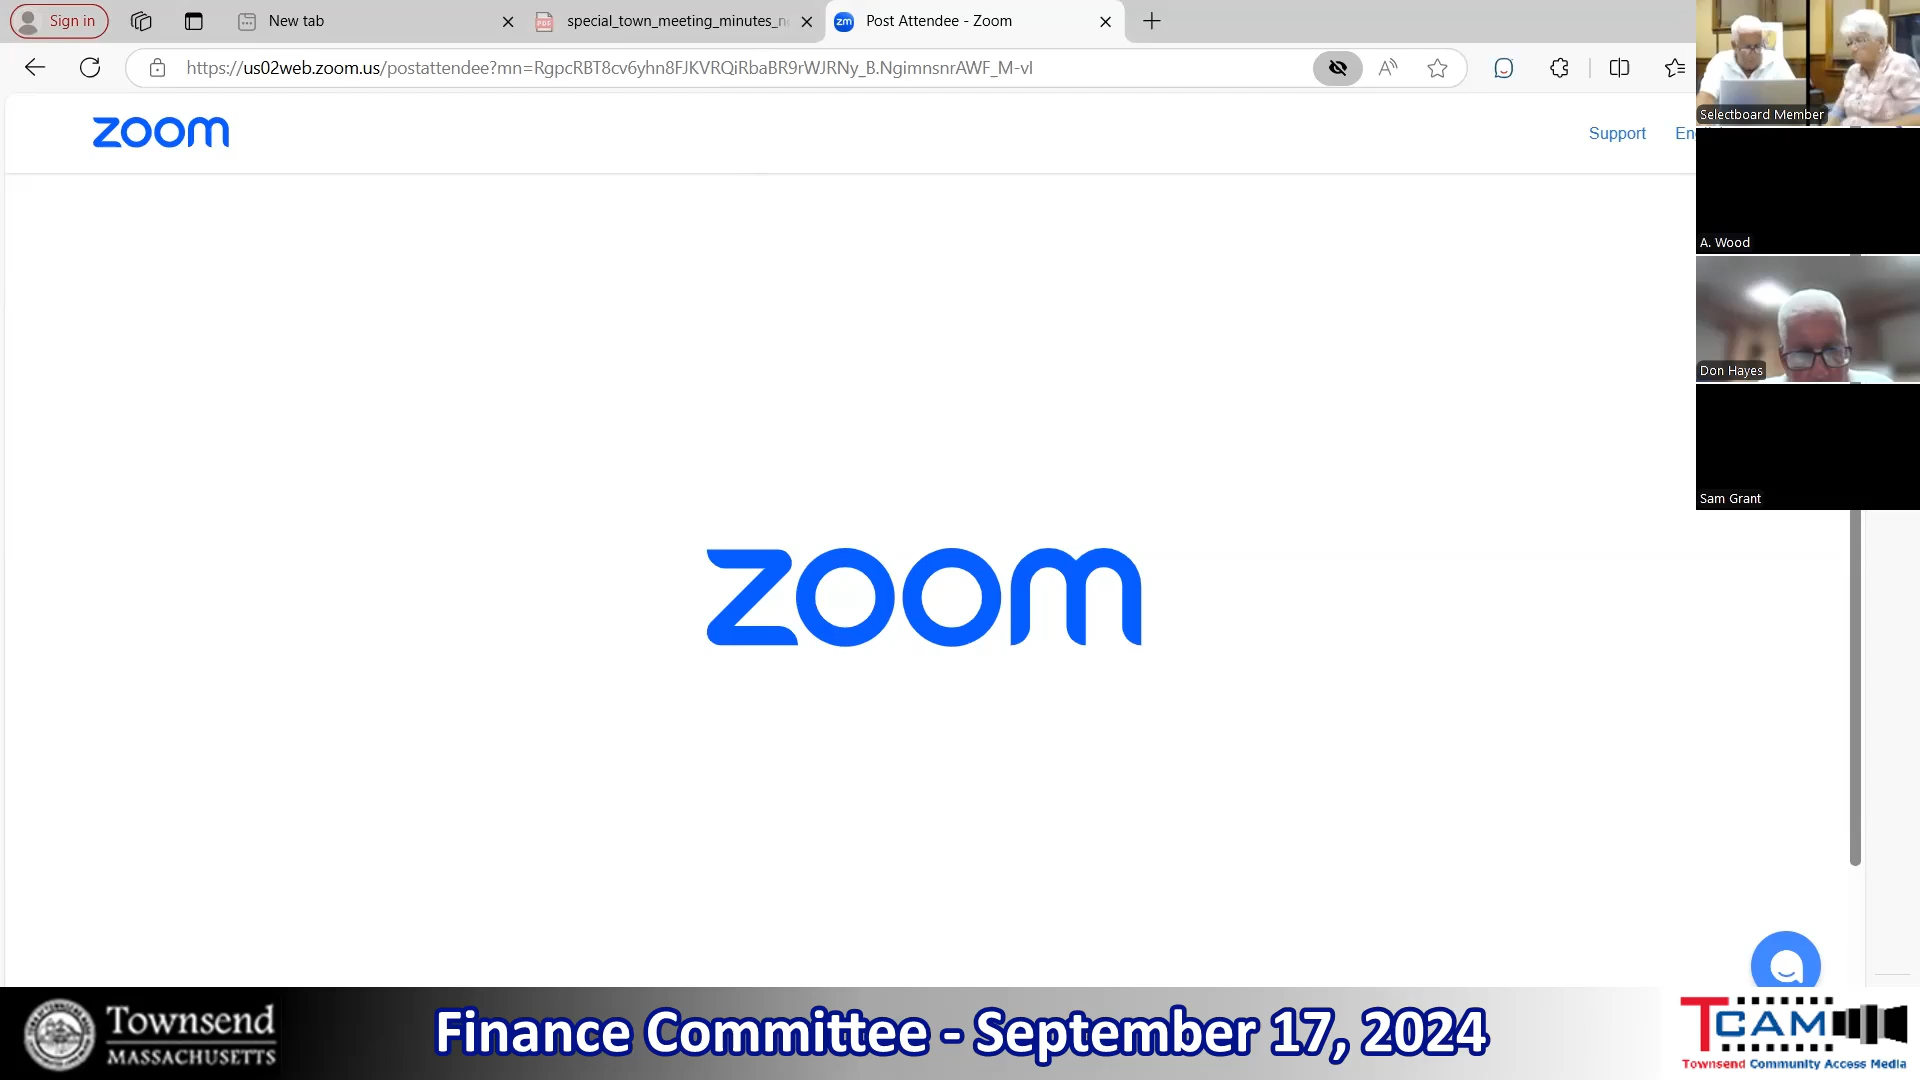 Sign in
New tab
special_town_meeting_minutes_n
zm
Post Attendee - Zoom
https://us02web.zoom.us/postattendee?mn=RgpcRBT8cv6yhn8FJKVRQiRbaBR9rWJRNy_B.NgimnsnrAWF_M-vl
zoom
Support
Selectboard Member
A. Wood
Don Hayes
Sam Grant
zoom
Townsend
MASSACHUSETTS
Finance Committee - September 17, 2024
TCAM
Townsend Community Access Media